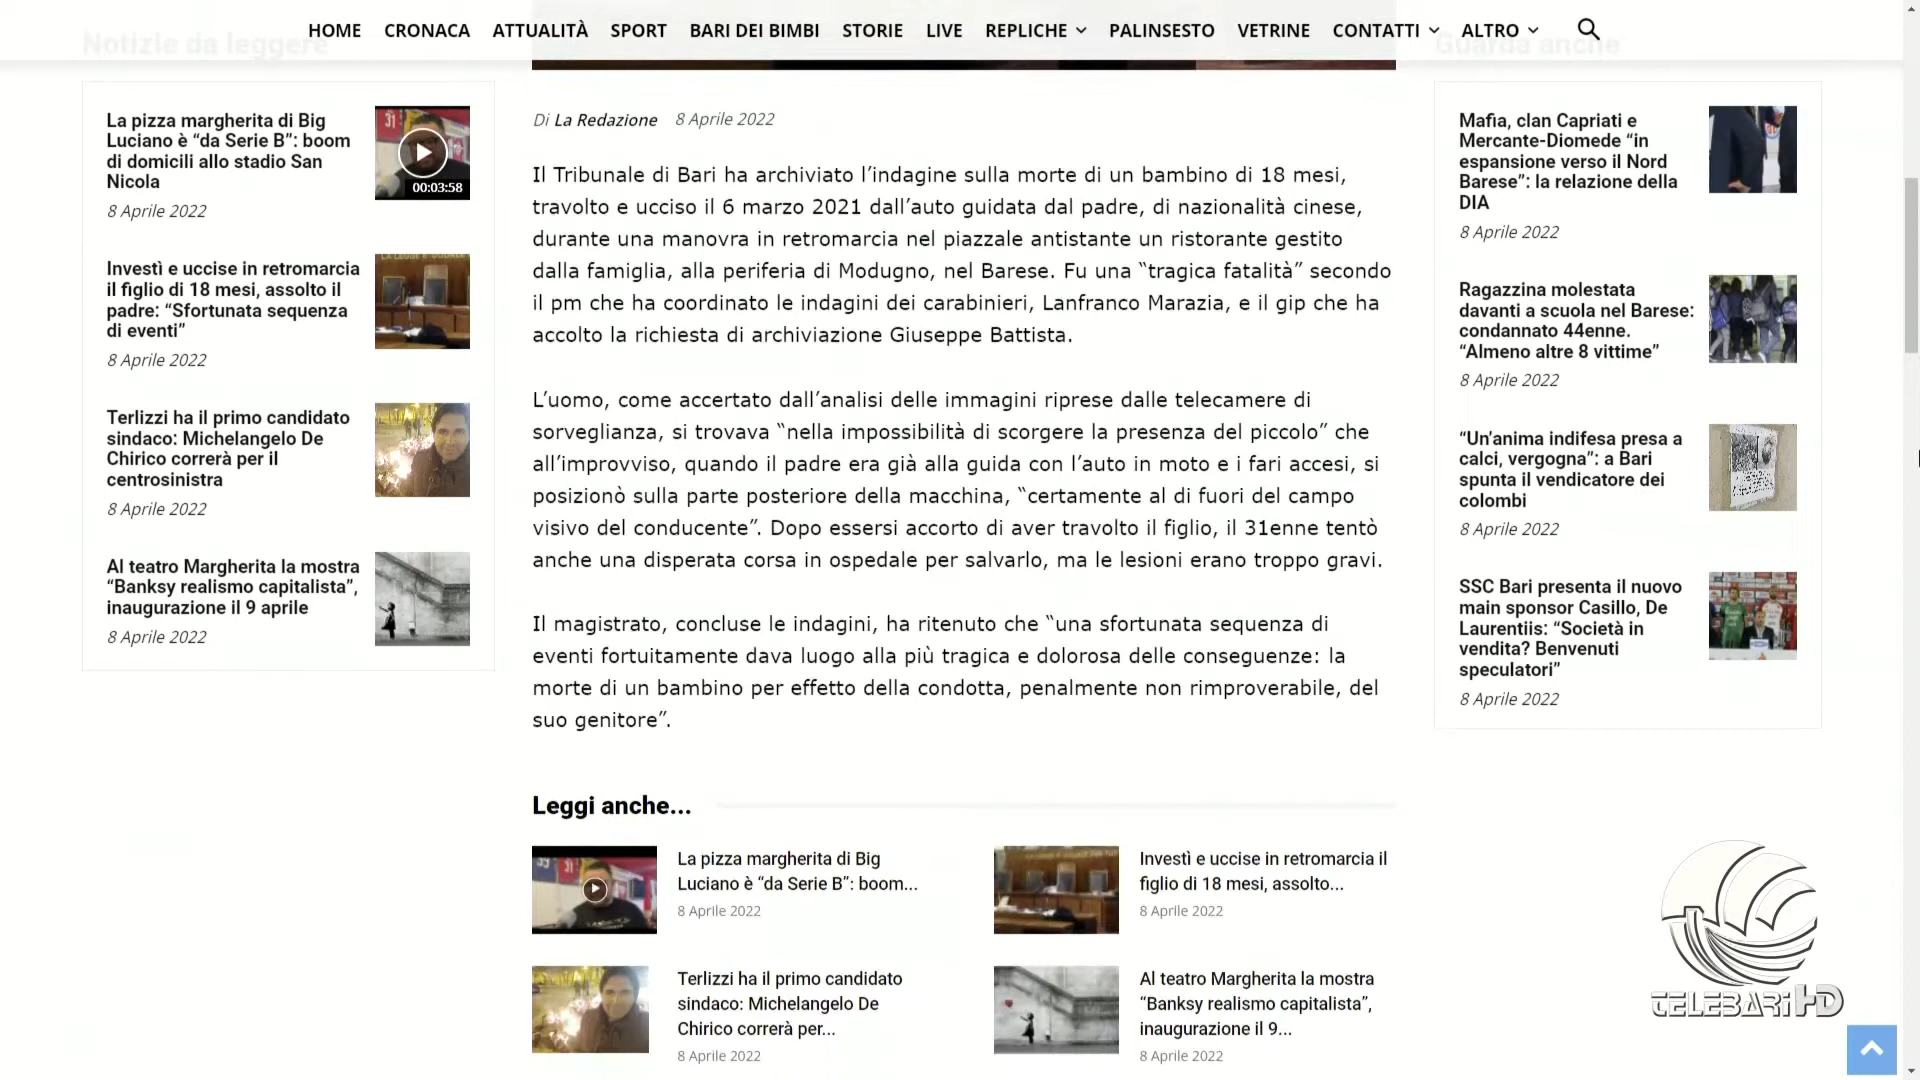 Notizie da leggere
HOME CRONACA ATTUALITÀ SPORT BARI DEI BIMBI STORIE LIVE REPLICHE PALINSESTO VETRINE CONTATTI ALTRO
Guarda anche
La pizza margherita di Big
Luciano è “da Serie B”: boom
di domicili allo stadio San
Nicola
8 Aprile 2022
31
00:03:58
Investì e uccise in retromarcia
il figlio di 18 mesi, assolto il
padre: “Sfortunata sequenza
di eventi”
8 Aprile 2022
Terlizzi ha il primo candidato
sindaco: Michelangelo De
Chirico correrà per il
centrosinistra
8 Aprile 2022
Al teatro Margherita la mostra
“Banksy realismo capitalista”,
inaugurazione il 9 aprile
8 Aprile 2022
Di La Redazione 8 Aprile 2022
Il Tribunale di Bari ha archiviato l’indagine sulla morte di un bambino di 18 mesi,
travolto e ucciso il 6 marzo 2021 dall’auto guidata dal padre, di nazionalità cinese,
durante una manovra in retromarcia nel piazzale antistante un ristorante gestito
dalla famiglia, alla periferia di Modugno, nel Barese. Fu una “tragica fatalità” secondo
il pm che ha coordinato le indagini dei carabinieri, Lanfranco Marazia, e il gip che ha
accolto la richiesta di archiviazione Giuseppe Battista.
L’uomo, come accertato dall’analisi delle immagini riprese dalle telecamere di
sorveglianza, si trovava “nella impossibilità di scorgere la presenza del piccolo” che
all’improvviso, quando il padre era già alla guida con l’auto in moto e i fari accesi, si
posizionò sulla parte posteriore della macchina, “certamente al di fuori del campo
visivo del conducente”. Dopo essersi accorto di aver travolto il figlio, il 31enne tentò
anche una disperata corsa in ospedale per salvarlo, ma le lesioni erano troppo gravi.
Il magistrato, concluse le indagini, ha ritenuto che “una sfortunata sequenza di
eventi fortuitamente dava luogo alla più tragica e dolorosa delle conseguenze: la
morte di un bambino per effetto della condotta, penalmente non rimproverabile, del
suo genitore”.
Leggi anche...
La pizza margherita di Big
Luciano è “da Serie B”: boom...
8 Aprile 2022
Investì e uccise in retromarcia il
figlio di 18 mesi, assolto...
8 Aprile 2022
Terlizzi ha il primo candidato
sindaco: Michelangelo De
Chirico correrà per...
8 Aprile 2022
Al teatro Margherita la mostra
“Banksy realismo capitalista”,
inaugurazione il 9...
8 Aprile 2022
Mafia, clan Capriati e
Mercante-Diomede “in
espansione verso il Nord
Barese”: la relazione della
DIA
8 Aprile 2022
Ragazzina molestata
davanti a scuola nel Barese:
condannato 44enne.
“Almeno altre 8 vittime”
8 Aprile 2022
“Un’anima indifesa presa a
calci, vergogna”: a Bari
spunta il vendicatore dei
colombi
8 Aprile 2022
SSC Bari presenta il nuovo
main sponsor Casillo, De
Laurentiis: “Società in
vendita? Benvenuti
speculatori”
8 Aprile 2022
TELEBARI HD